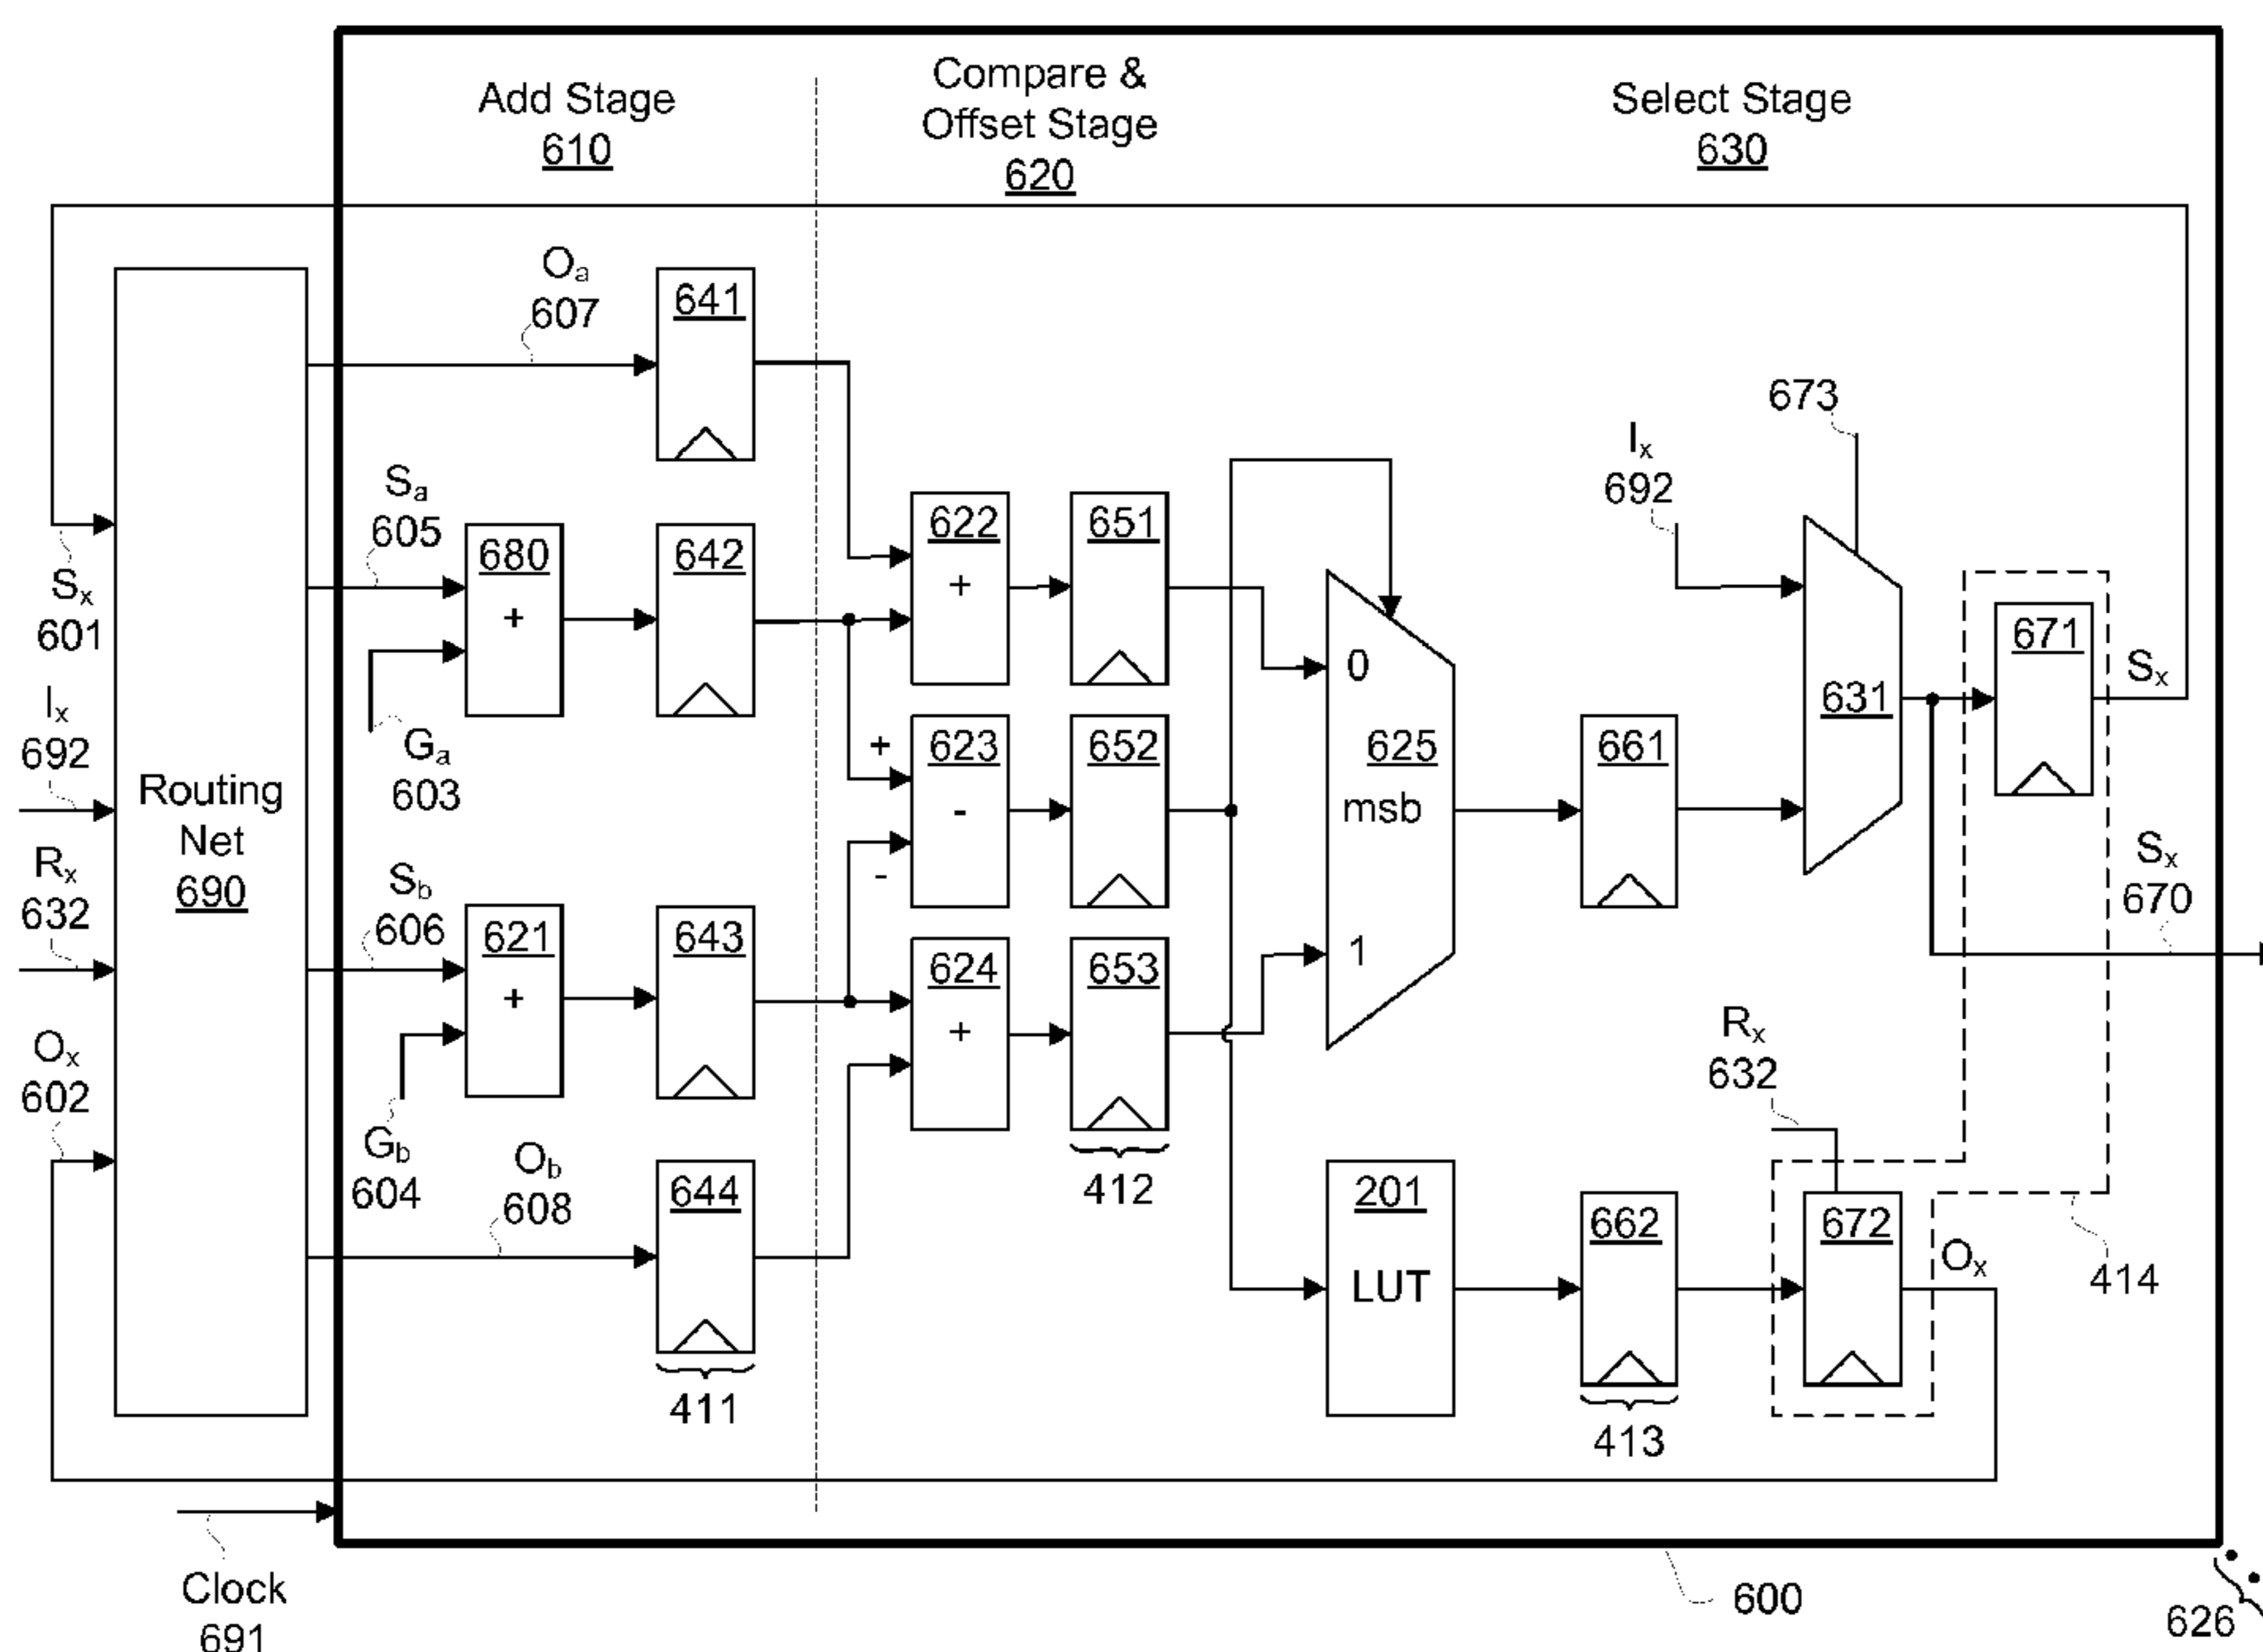 Add Stage
610
Compare &
Offset Stage
620
Select Stage
630
Oa
607
641
673
Ix
692
Sa
605
680
+
642
622
+
651
Sx
601
Ga
603
+
623
-
-
652
0
625
msb
1
661
631
671
Sx
Ix
692
Routing
Net
690
Rx
632
Sb
606
621
+
643
624
+
653
Sx
670
Ox
602
Gb
604
Ob
608
644
412
Rx
632
201
LUT
662
672
Ox
414
411
413
Clock
691
600
626